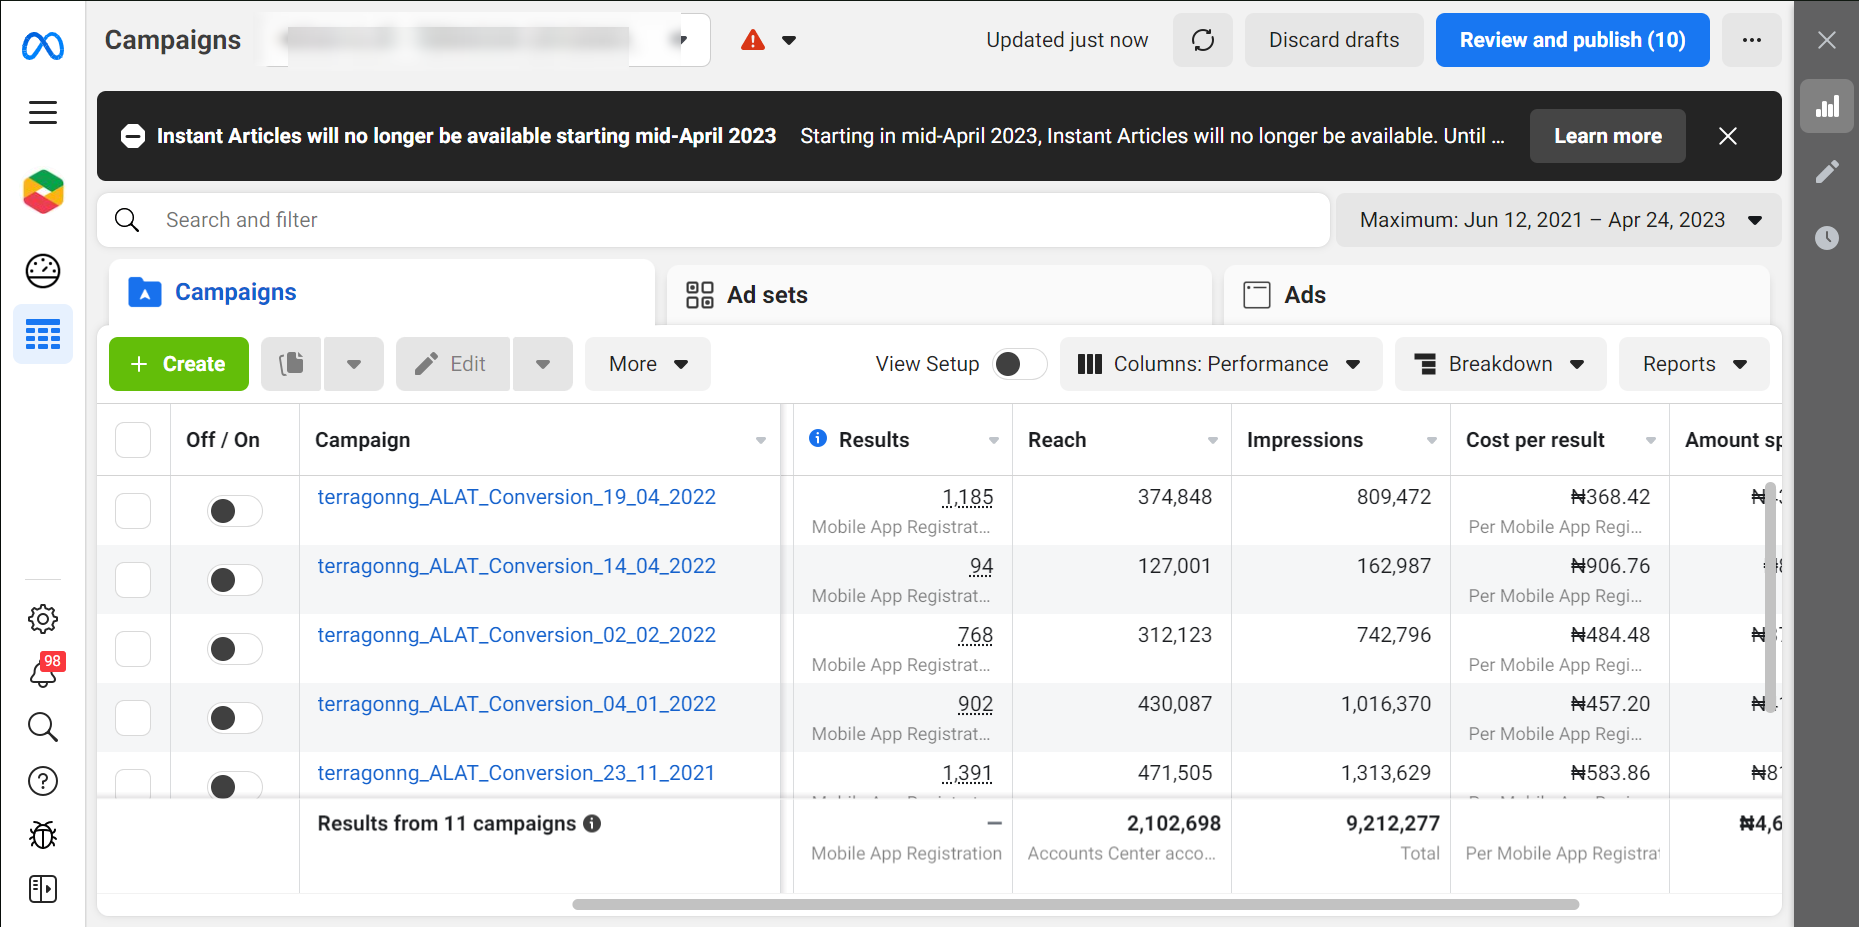 Campaigns
Updated just now
Discard drafts
Review and publish (10)
Instant Articles will no longer be available starting mid-April 2023
Starting in mid-April 2023, Instant Articles will no longer be available. Until ...
Learn more
Search and filter
Maximum: Jun 12, 2021 – Apr 24, 2023
Campaigns
Ad sets
Ads
+ Create
Edit
More
View Setup
Columns: Performance
Breakdown
Reports
Off / On
Campaign
Results
Reach
Impressions
Cost per result
Amount sp
terragonng_ALAT_Conversion_19_04_2022
1,185
374,848
809,472
₦368.42
Mobile App Registrat...
Per Mobile App Regi...
terragonng_ALAT_Conversion_14_04_2022
94
127,001
162,987
₦906.76
Mobile App Registrat...
Per Mobile App Regi...
terragonng_ALAT_Conversion_02_02_2022
768
312,123
742,796
₦484.48
Mobile App Registrat...
Per Mobile App Regi...
terragonng_ALAT_Conversion_04_01_2022
902
430,087
1,016,370
₦457.20
Mobile App Registrat...
Per Mobile App Regi...
terragonng_ALAT_Conversion_23_11_2021
1,391
471,505
1,313,629
₦583.86
₦81
Results from 11 campaigns
—
2,102,698
9,212,277
₦4,6
Mobile App Registration
Accounts Center acco...
Total
Per Mobile App Registrat
98